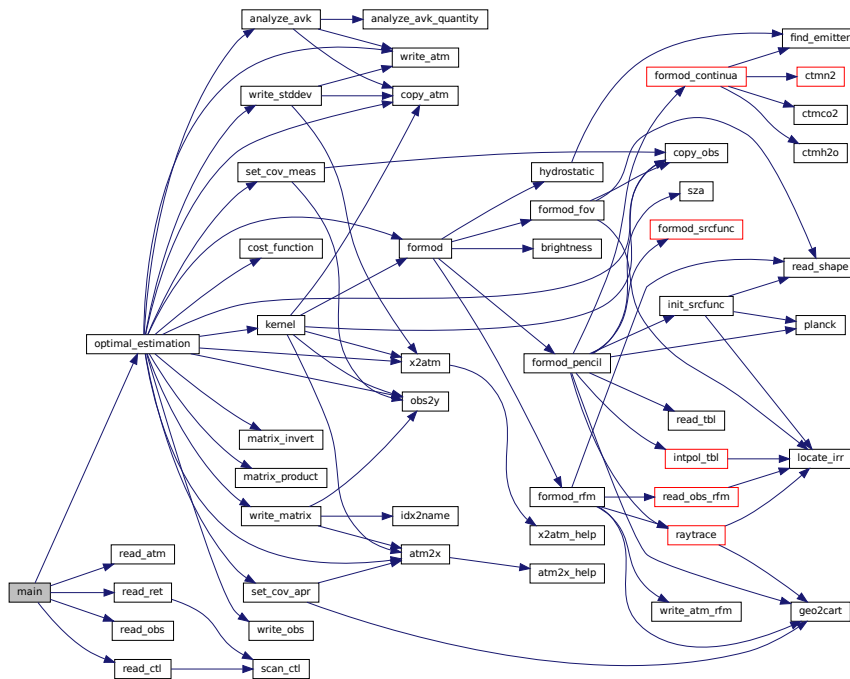 main
optimal_estimation
read_atm
read_ret
read_obs
read_ctl
analyze_avk
write_stddev
set_cov_meas
cost_function
kernel
matrix_invert
matrix_product
write_matrix
set_cov_apr
write_obs
scan_ctl
analyze_avk_quantity
write_atm
copy_atm
formod
x2atm
obs2y
idx2name
atm2x
hydrostatic
formod_fov
brightness
formod_pencil
formod_rfm
x2atm_help
atm2x_help
formod_continua
copy_obs
sza
formod_srcfunc
init_srcfunc
read_tbl
intpol_tbl
read_obs_rfm
raytrace
write_atm_rfm
find_emitter
ctmn2
ctmco2
ctmh2o
read_shape
planck
locate_irr
geo2cart